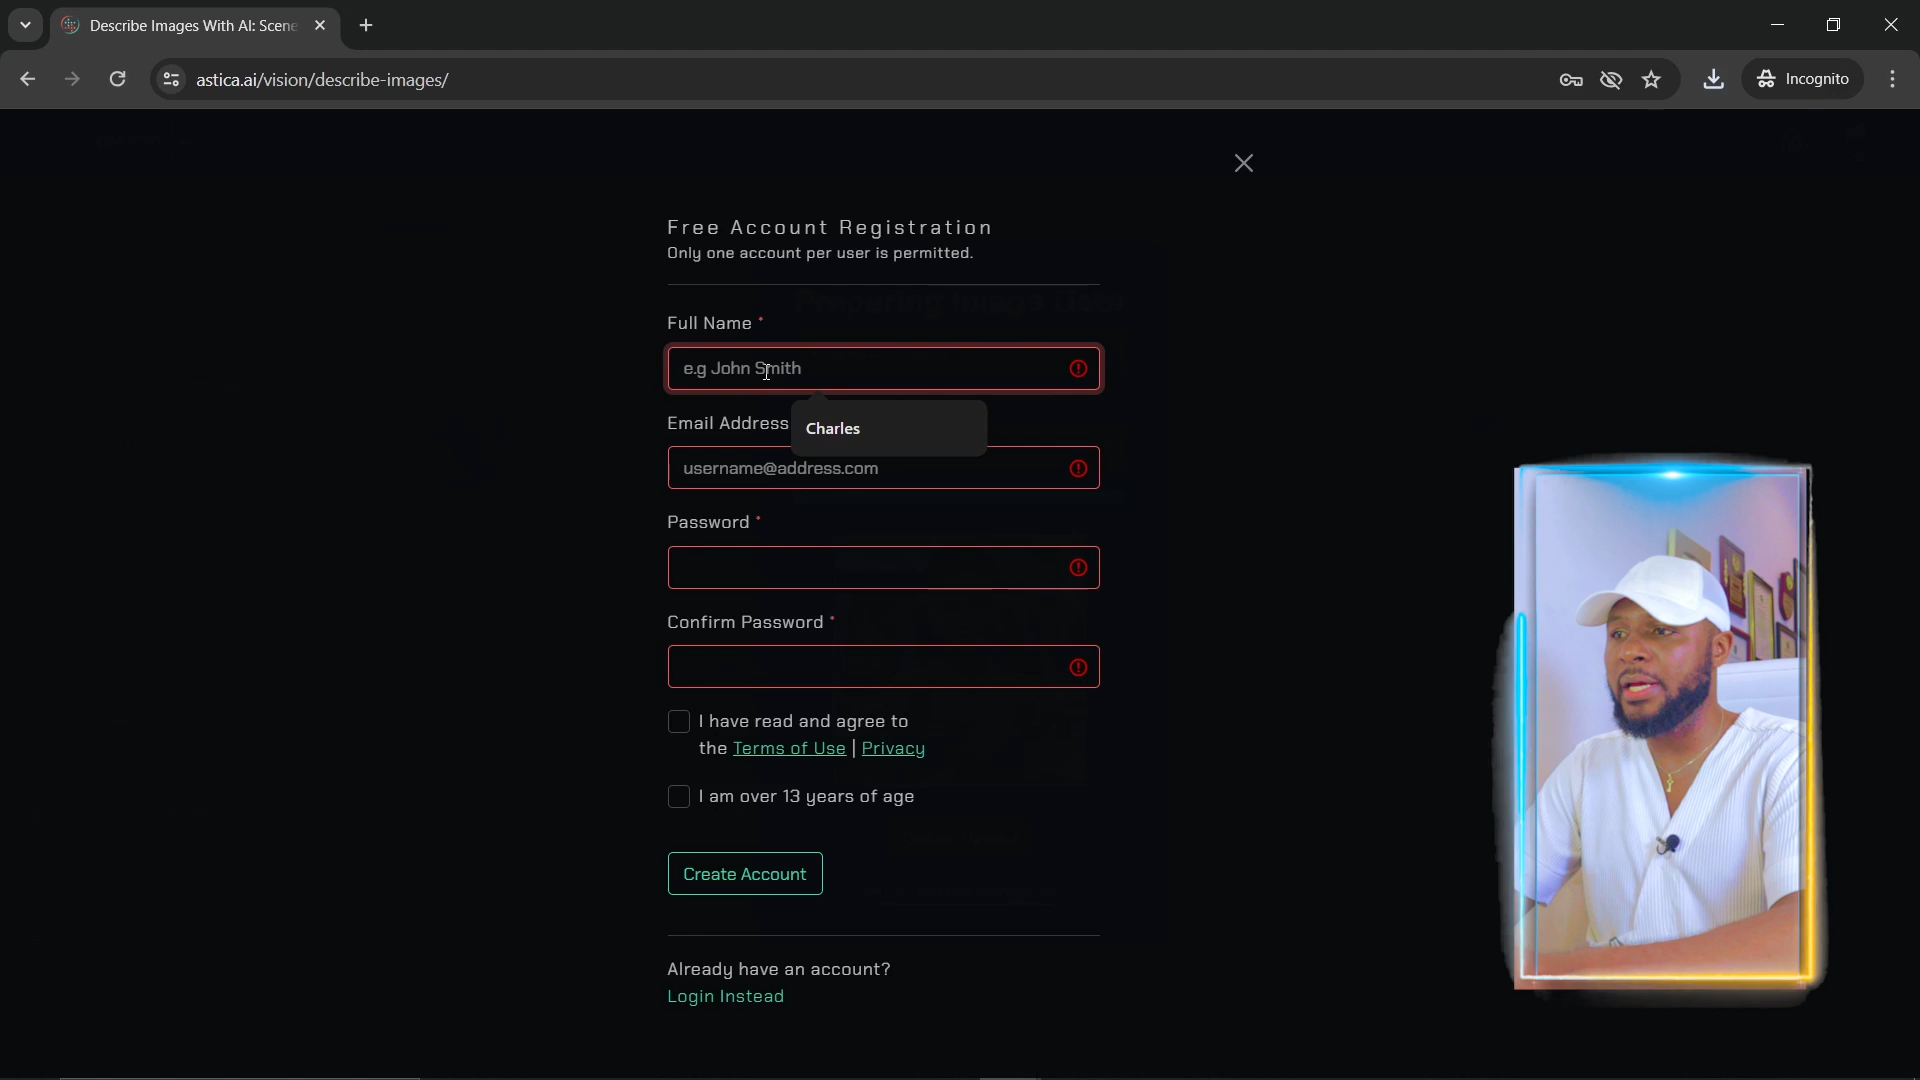 Describe Images With AI: Scene
astica.ai/vision/describe-images/
Incognito
Free Account Registration
Only one account per user is permitted.
Full Name *
e.g John Smith
Charles
Email Address
username@address.com
Password *
Confirm Password *
I have read and agree to
the Terms of Use | Privacy
I am over 13 years of age
Create Account
Already have an account?
Login Instead